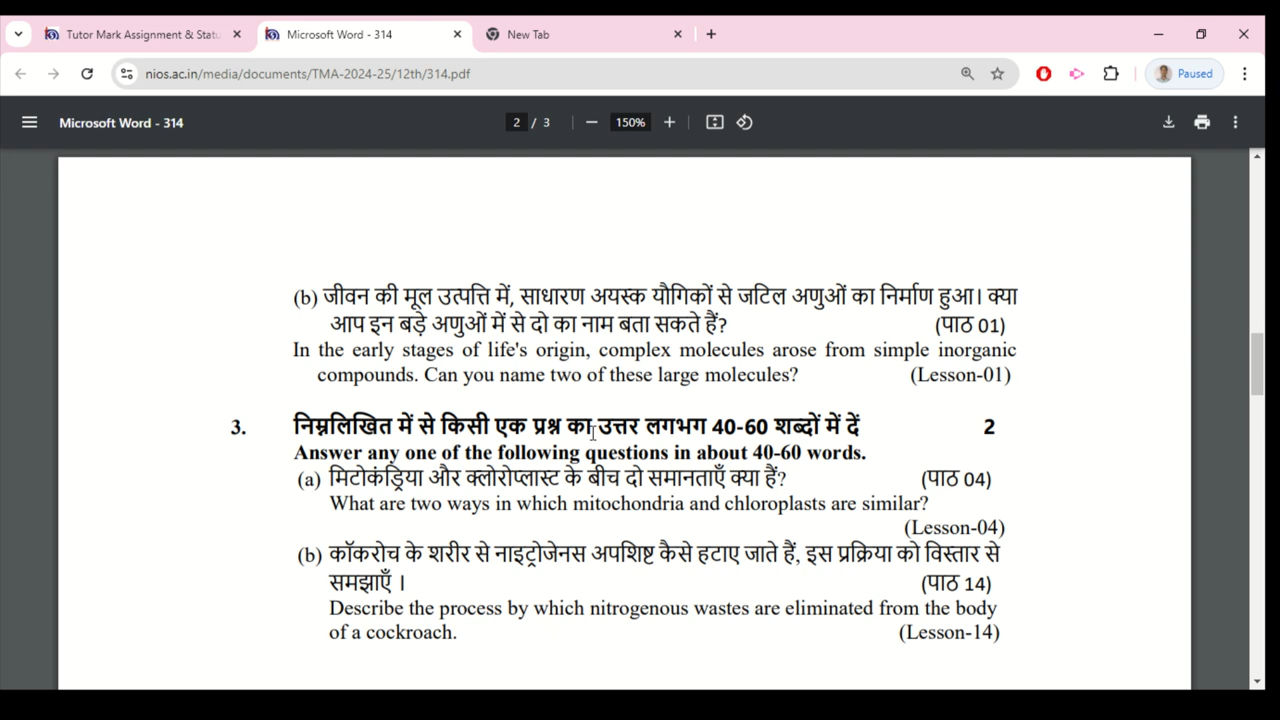 Tutor Mark Assignment & Statu
Microsoft Word - 314
New Tab
nios.ac.in/media/documents/TMA-2024-25/12th/314.pdf
Paused
Microsoft Word - 314
2 / 3
150%
(b) जीवन की मूल उत्पत्ति में, साधारण अयस्क यौगिकों से जटिल अणुओं का निर्माण हुआ। क्या
आप इन बड़े अणुओं में से दो का नाम बता सकते हैं? (पाठ 01)
In the early stages of life's origin, complex molecules arose from simple inorganic
compounds. Can you name two of these large molecules? (Lesson-01)
3. निम्नलिखित में से किसी एक प्रश्न का उत्तर लगभग 40-60 शब्दों में दें 2
Answer any one of the following questions in about 40-60 words.
(a) मिटोकंड्रिया और क्लोरोप्लास्ट के बीच दो समानताएँ क्या हैं? (पाठ 04)
What are two ways in which mitochondria and chloroplasts are similar?
(Lesson-04)
(b) कॉकरोच के शरीर से नाइट्रोजेनस अपशिष्ट कैसे हटाए जाते हैं, इस प्रक्रिया को विस्तार से
समझाएँ । (पाठ 14)
Describe the process by which nitrogenous wastes are eliminated from the body
of a cockroach. (Lesson-14)